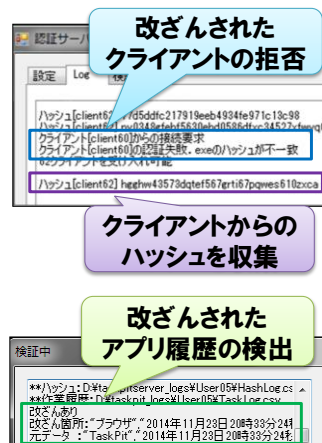 改ざんされた
クライアントの拒否
認証サーバ
設定 Log
ハッシュ[client62] 17d5ddfc217919eeb4934fe971c13c98
クライアント[client60]からの接続要求
クライアント[client60]の認証失敗. exeのハッシュが不一致
62クライアントを受け入れ可能
ハッシュ[client62] hgghw43573dqtef567grti67pqwes618zxca
クライアントからの
ハッシュを収集
改ざんされた
アプリ履歴の検出
検証中
**ハッシュ:D:¥taskpitserver_logs¥User05¥HashLog.cs
**作業履歴:D:¥taskpit_logs¥User05¥TaskLog.csv
改ざんあり
改ざん箇所:"ブラウザ","2014年11月23日20時33分24秒
元データ :"TaskPit","2014年11月23日20時33分24秒